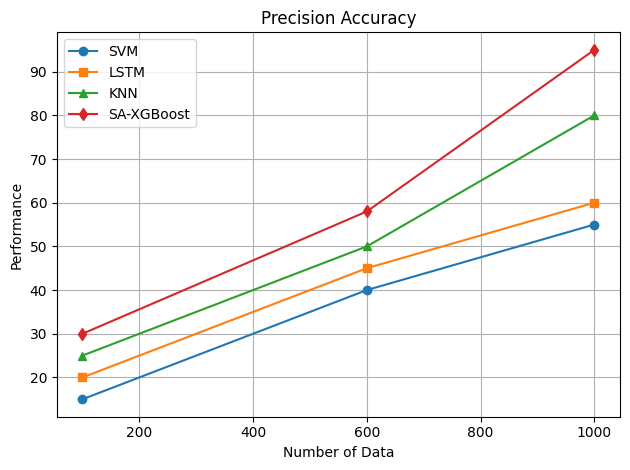 Precision Accuracy
SVM
LSTM
KNN
SA-XGBoost
Performance
90
80
70
60
50
40
30
20
200 400 600 800 1000
Number of Data